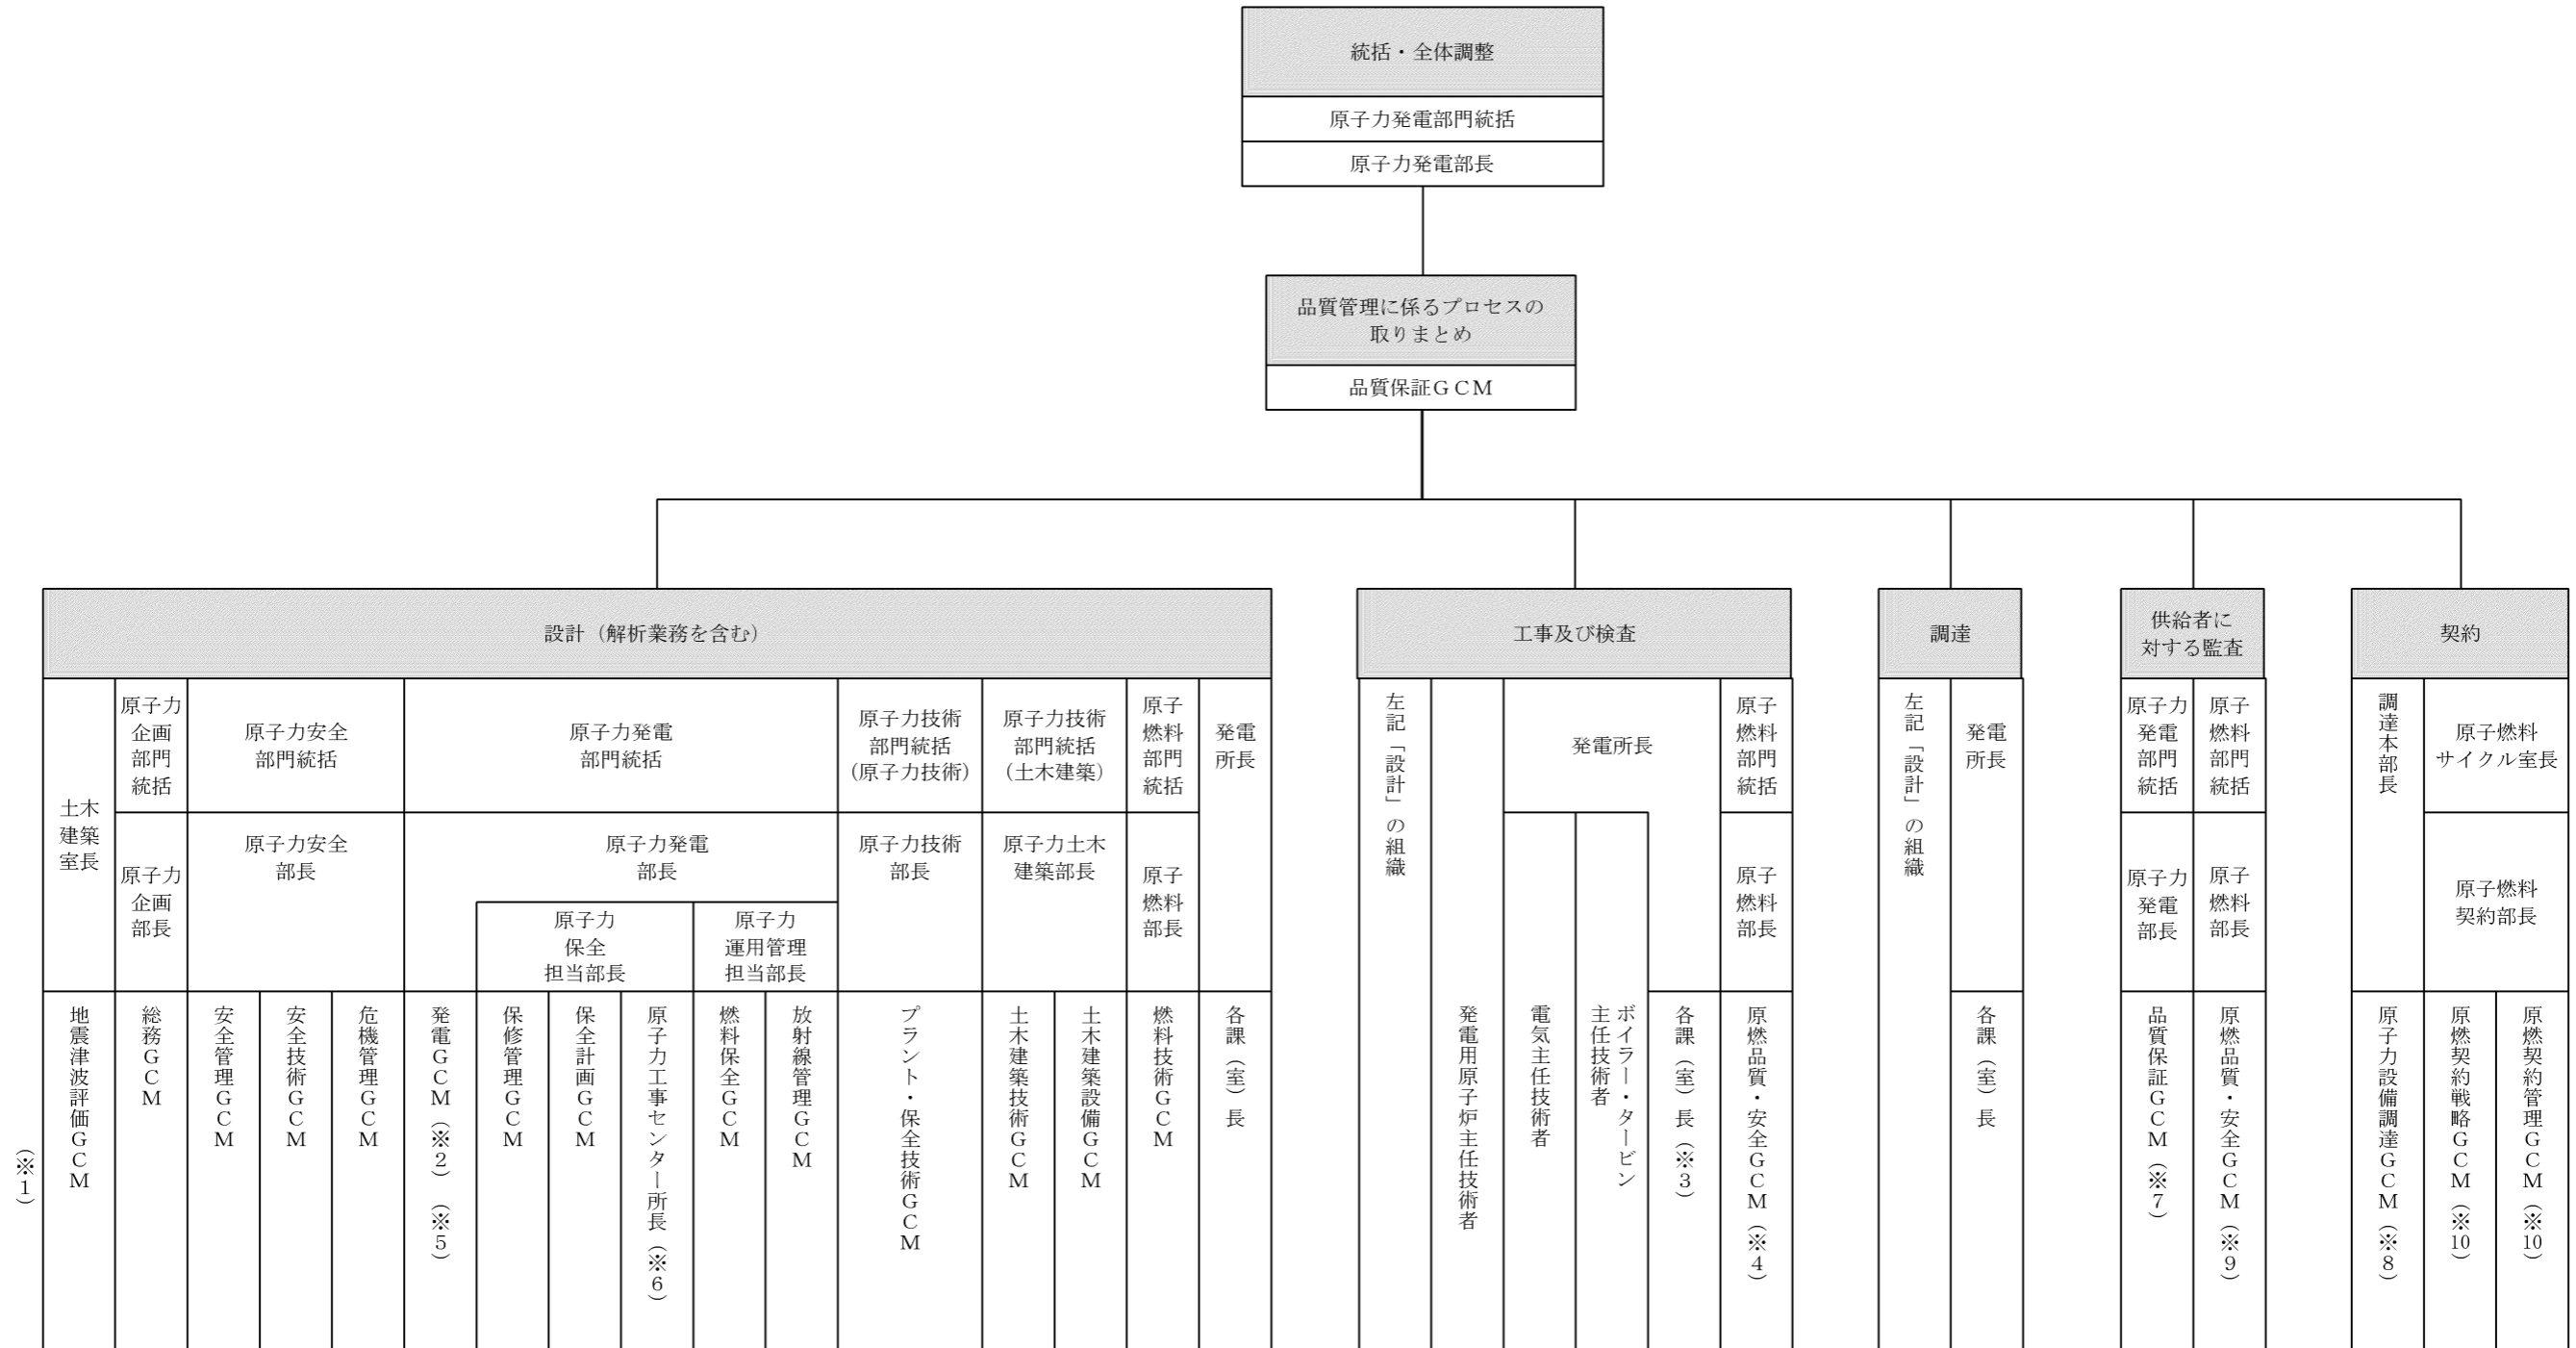 統括・全体調整
原子力発電部門統括
原子力発電部長
品質管理に係るプロセスの
取りまとめ
品質保証GCM
設計（解析業務を含む）
土木
建築
室長
原子力
企画
部門
統括
原子力安全
部門統括
原子力発電
部門統括
原子力技術
部門統括
（原子力技術）
原子力技術
部門統括
（土木建築）
原子
燃料
部門
統括
発電
所長
原子力
企画
部長
原子力安全
部長
原子力発電
部長
原子力
保全
担当部長
原子力
運用管理
担当部長
原子力技術
部長
原子力土木
建築部長
原子
燃料
部長
（※１）
地震津波評価ＧＣＭ
総務ＧＣＭ
安全管理ＧＣＭ
安全技術ＧＣＭ
危機管理ＧＣＭ
発電ＧＣＭ（※２）（※５）
保修管理ＧＣＭ
保全計画ＧＣＭ
原子力工事センター所長（※６）
燃料保全ＧＣＭ
放射線管理ＧＣＭ
プラント・保全技術ＧＣＭ
土木建築技術ＧＣＭ
土木建築設備ＧＣＭ
燃料技術ＧＣＭ
各課（室）長
工事及び検査
左記「設計」の組織
発電所長
原子
燃料
部門
統括
原子
燃料
部長
発電用原子炉主任技術者
電気主任技術者
ボイラー・タービン
主任技術者
各課（室）長（※３）
原燃品質・安全ＧＣＭ（※４）
調達
左記「設計」の組織
発電
所長
各課（室）長
供給者に
対する監査
原子力
発電
部門
統括
原子
燃料
部門
統括
原子力
発電
部長
原子
燃料
部長
品質保証ＧＣＭ（※７）
原燃品質・安全ＧＣＭ（※９）
契約
調達本部長
原子燃料
サイクル室長
原子燃料
契約部長
原子力設備調達ＧＣＭ（※８）
原燃契約戦略ＧＣＭ（※10）
原燃契約管理ＧＣＭ（※10）